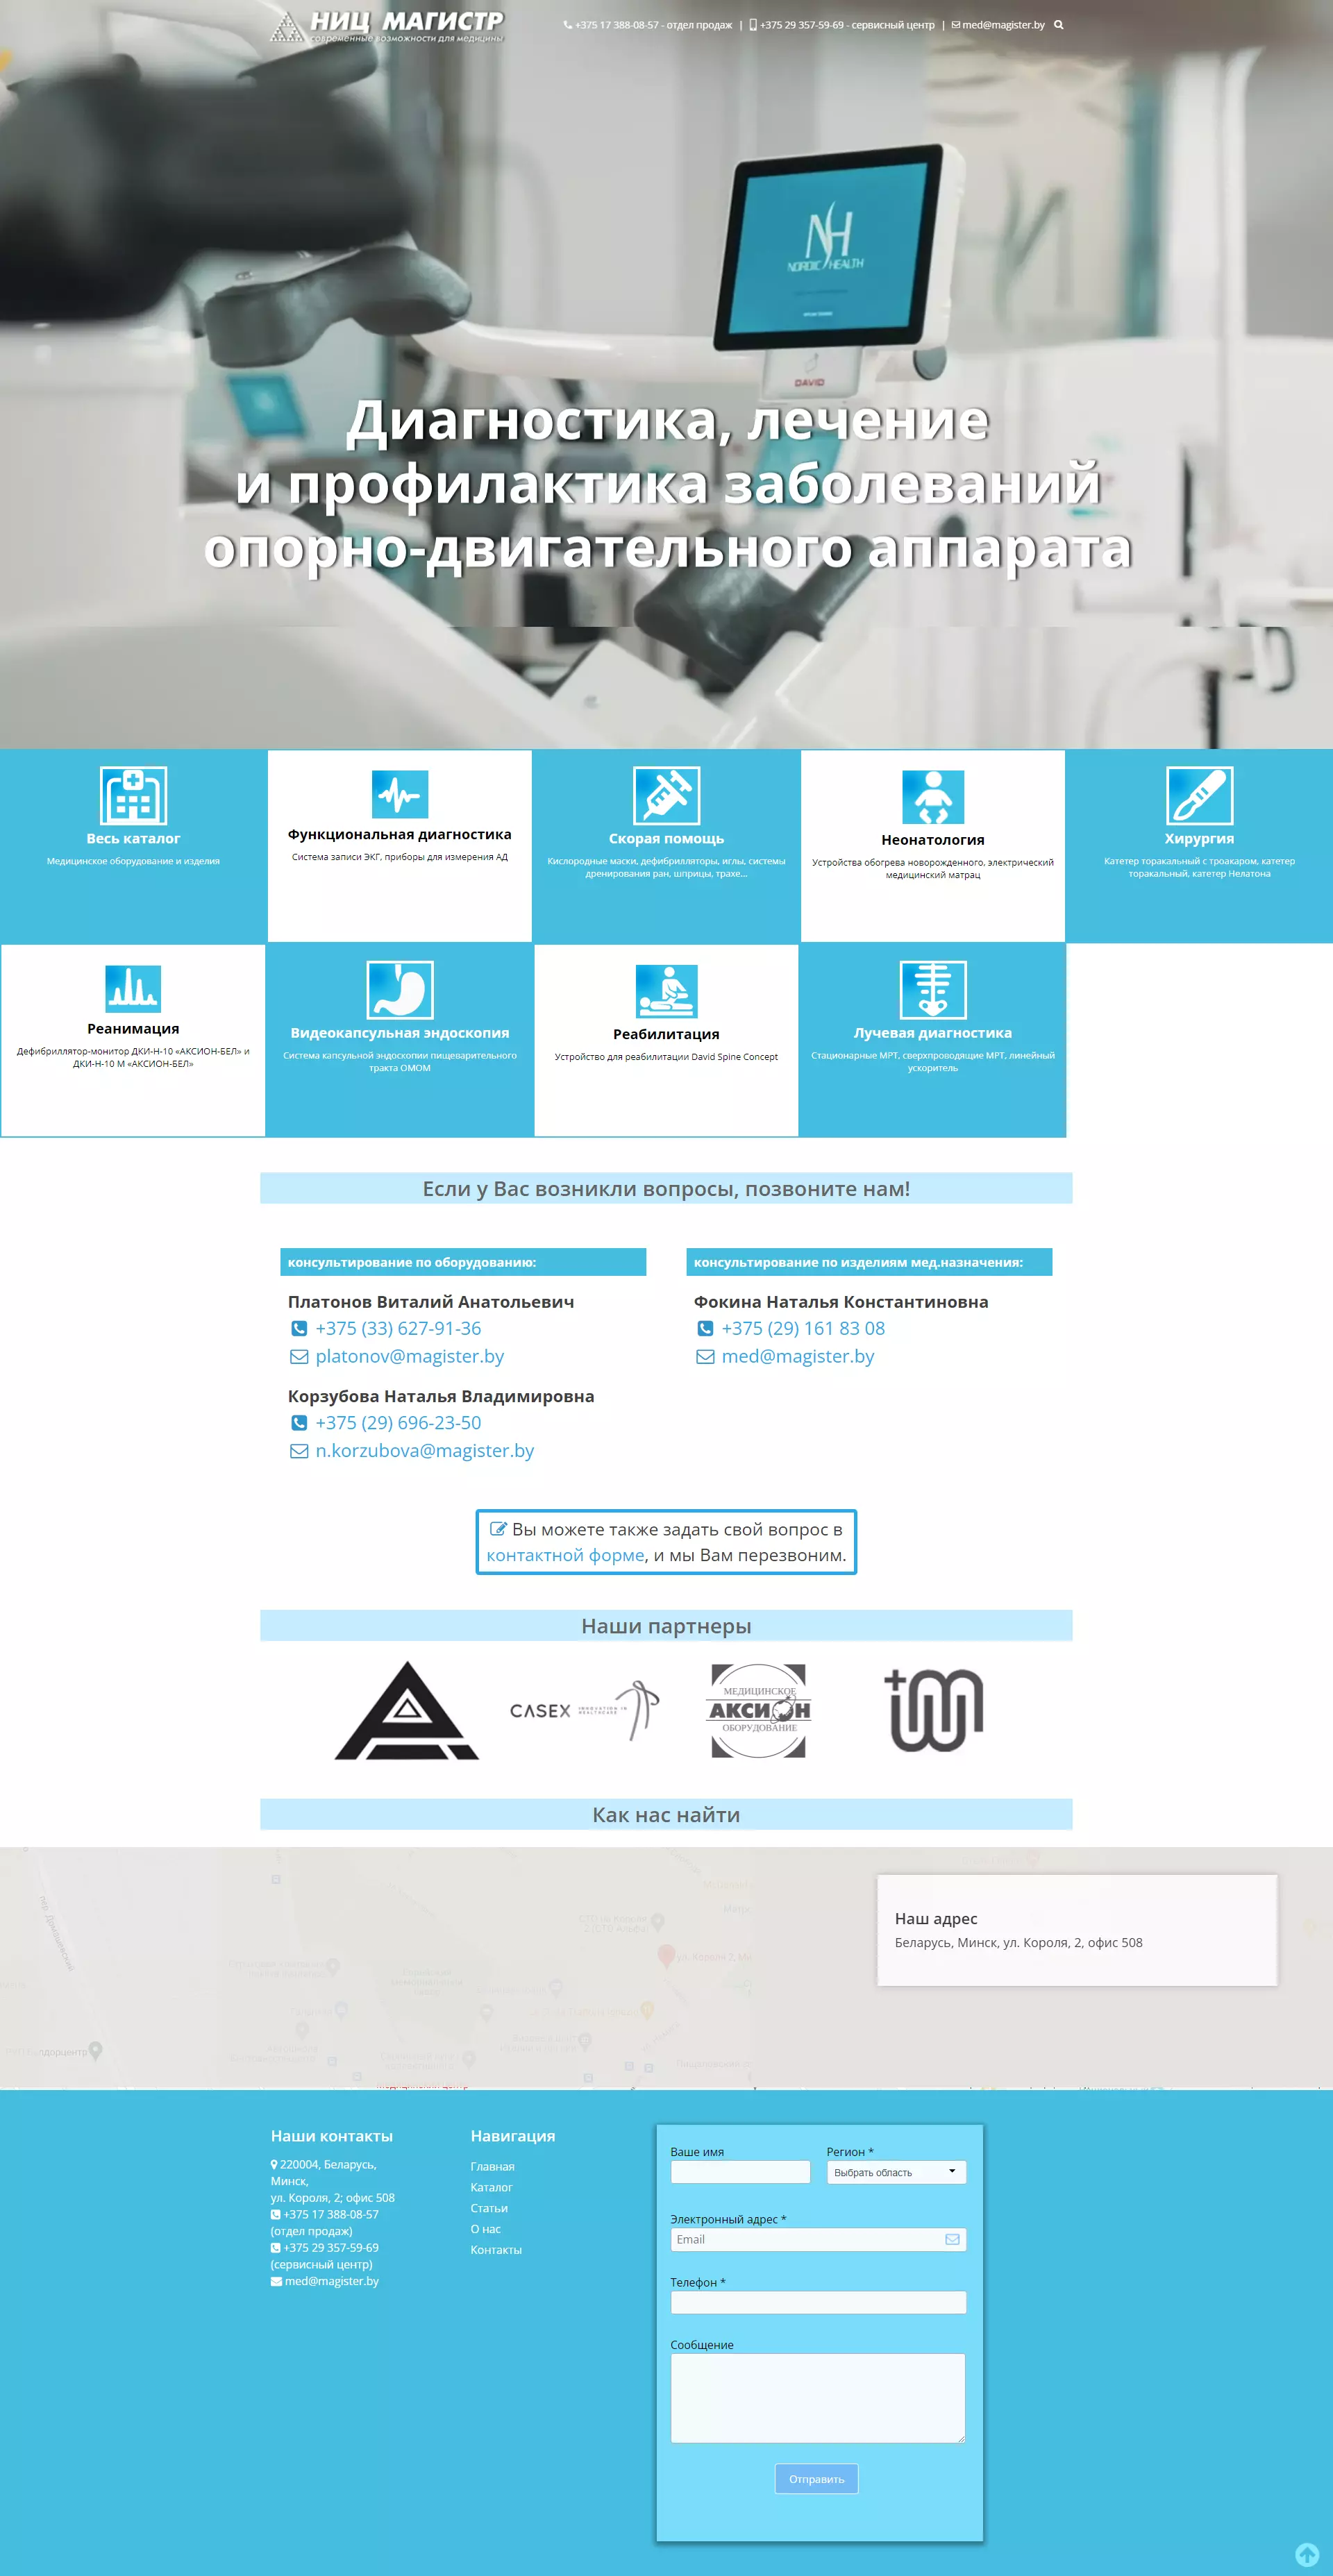 НИЦ МАГИСТР
современные возможности для медицины
+375 17 388-08-57 - отдел продаж | +375 29 357-59-69 - сервисный центр | med@magister.by
NORDIC HEALTH
DAVID
Диагностика, лечение
и профилактика заболеваний
опорно-двигательного аппарата
Весь каталог
Медицинское оборудование и изделия
Функциональная диагностика
Система записи ЭКГ, приборы для измерения АД
Скорая помощь
Кислородные маски, дефибрилляторы, иглы, системы
дренирования ран, шприцы, трахе...
Неонатология
Устройства обогрева новорожденного, электрический
медицинский матрац
Хирургия
Катетер торакальный с троакаром, катетер
торакальный, катетер Нелатона
Реанимация
Дефибриллятор-монитор ДКИ-Н-10 «АКСИОН-БЕЛ» и
ДКИ-Н-10 М «АКСИОН-БЕЛ»
Видеокапсульная эндоскопия
Система капсульной эндоскопии пищеварительного
тракта ОМОМ
Реабилитация
Устройство для реабилитации David Spine Concept
Лучевая диагностика
Стационарные МРТ, сверхпроводящие МРТ, линейный
ускоритель
Если у Вас возникли вопросы, позвоните нам!
консультирование по оборудованию:
Платонов Виталий Анатольевич
+375 (33) 627-91-36
platonov@magister.by
Корзубова Наталья Владимировна
+375 (29) 696-23-50
n.korzubova@magister.by
консультирование по изделиям мед.назначения:
Фокина Наталья Константиновна
+375 (29) 161 83 08
med@magister.by
Вы можете также задать свой вопрос в
контактной форме, и мы Вам перезвоним.
Наши партнеры
CASEX INNOVATION IN
HEALTHCARE
МЕДИЦИНСКОЕ
АКСИОН
ОБОРУДОВАНИЕ
Как нас найти
пер. Домашевский
ул. Короля 2, Ми
Наш адрес
Беларусь, Минск, ул. Короля, 2, офис 508
Наши контакты
220004, Беларусь,
Минск,
ул. Короля, 2; офис 508
+375 17 388-08-57
(отдел продаж)
+375 29 357-59-69
(сервисный центр)
med@magister.by
Навигация
Главная
Каталог
Статьи
О нас
Контакты
Ваше имя
Регион *
Выбрать область
Электронный адрес *
Email
Телефон *
Сообщение
Отправить